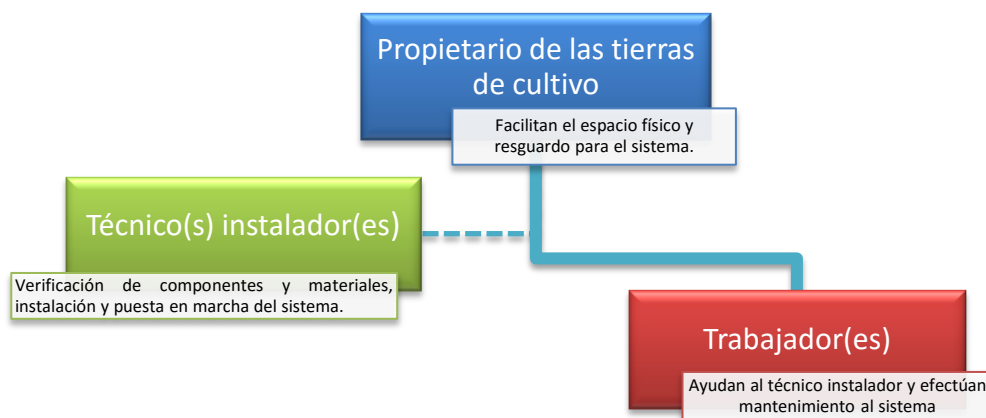 Propietario de las tierras
de cultivo
Facilitan el espacio físico y
resguardo para el sistema.
Técnico(s) instalador(es)
Verificación de componentes y materiales,
instalación y puesta en marcha del sistema.
Trabajador(es)
Ayudan al técnico instalador y efectúan
mantenimiento al sistema